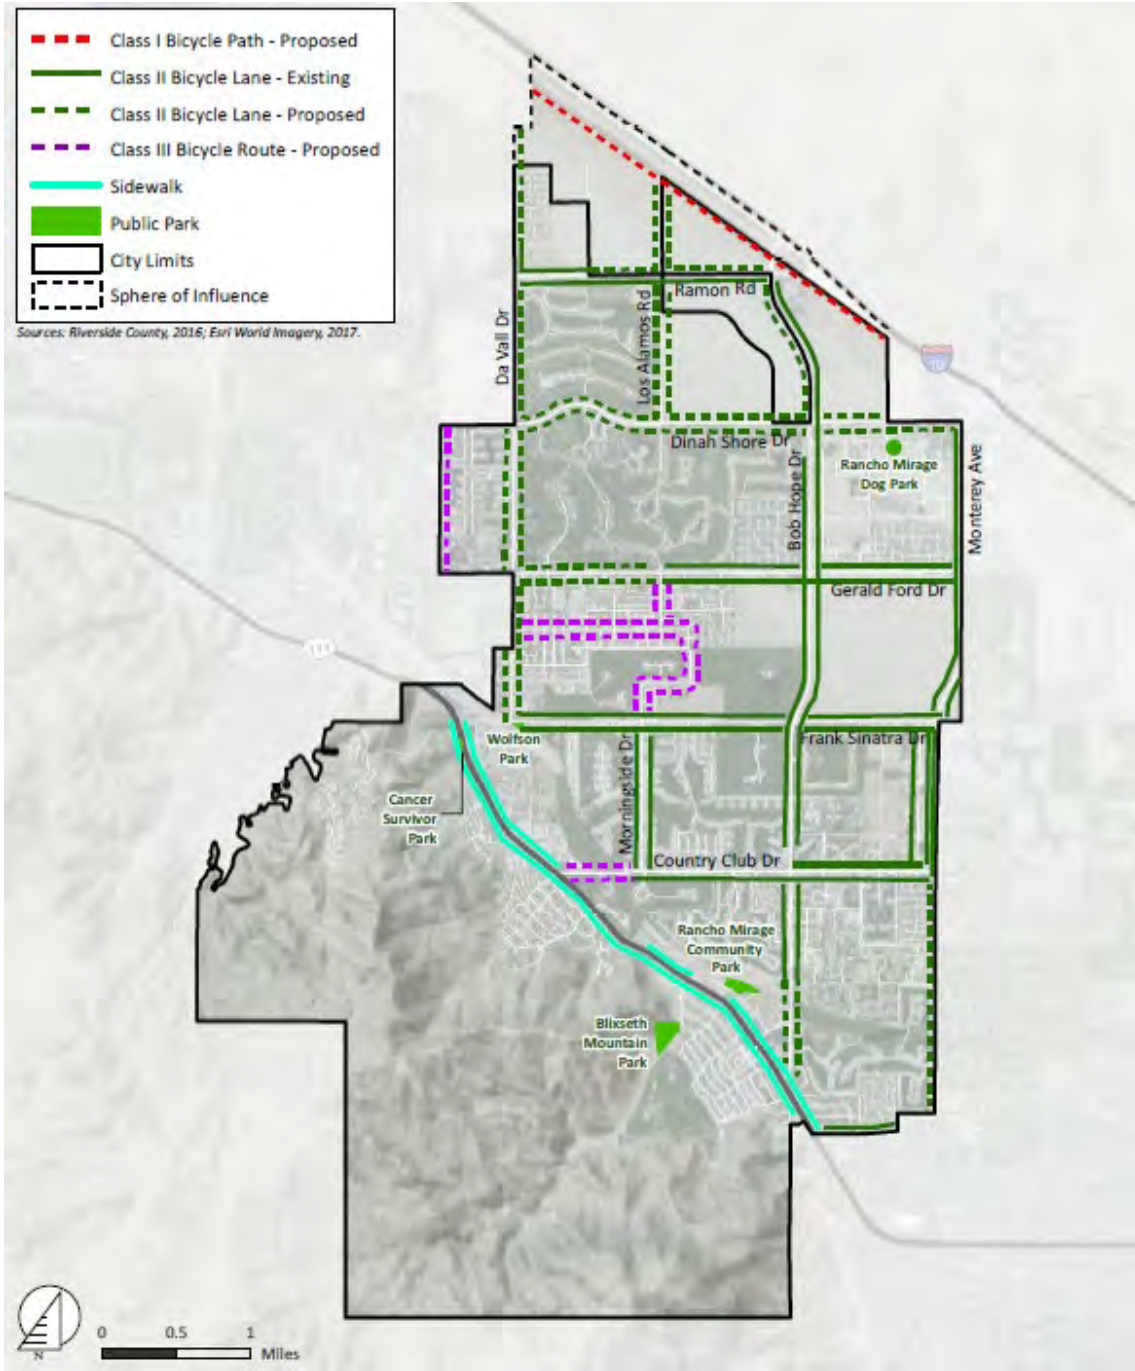 Class I Bicycle Path - Proposed
Class II Bicycle Lane - Existing
Class II Bicycle Lane - Proposed
Class III Bicycle Route - Proposed
Sidewalk
Public Park
City Limits
Sphere of Influence
Sources: Riverside County, 2016; Esri World Imagery, 2017.
Ramon Rd
Los Alamos Rd
Da Vall Dr
10
Dinah Shore Dr
Bob Hope Dr
Rancho Mirage
Dog Park
Monterey Ave
Gerald Ford Dr
111
Wolfson
Park
Frank Sinatra Dr
Morningside Dr
Cancer
Survivor
Park
Country Club Dr
Rancho Mirage
Community
Park
Blixseth
Mountain
Park
N
0 0.5 1
Miles